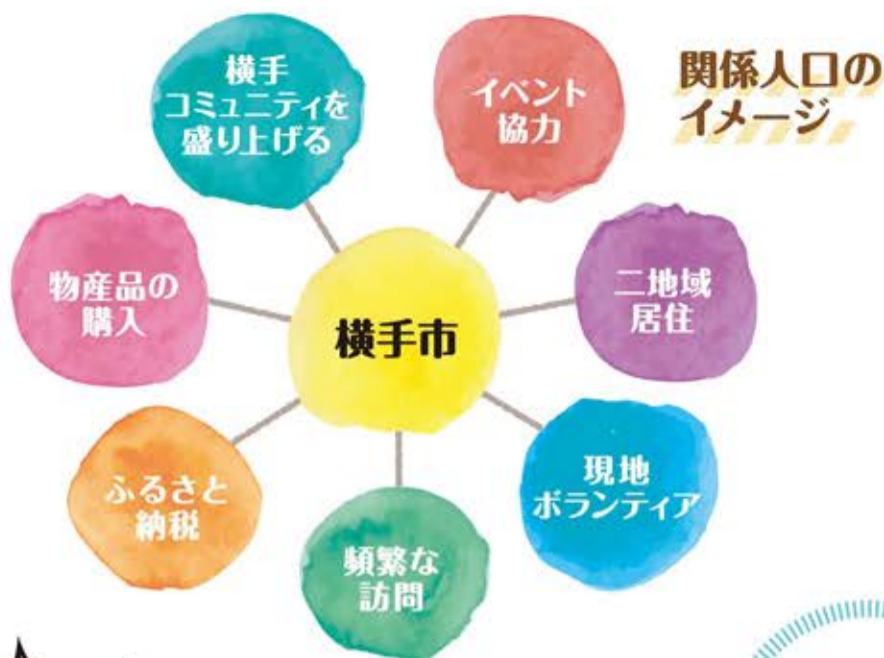 関係人口の
イメージ
横手
コミュニティを
盛り上げる
イベント
協力
物産品の
購入
横手市
二地域
居住
ふるさと
納税
現地
ボランティア
頻繁な
訪問